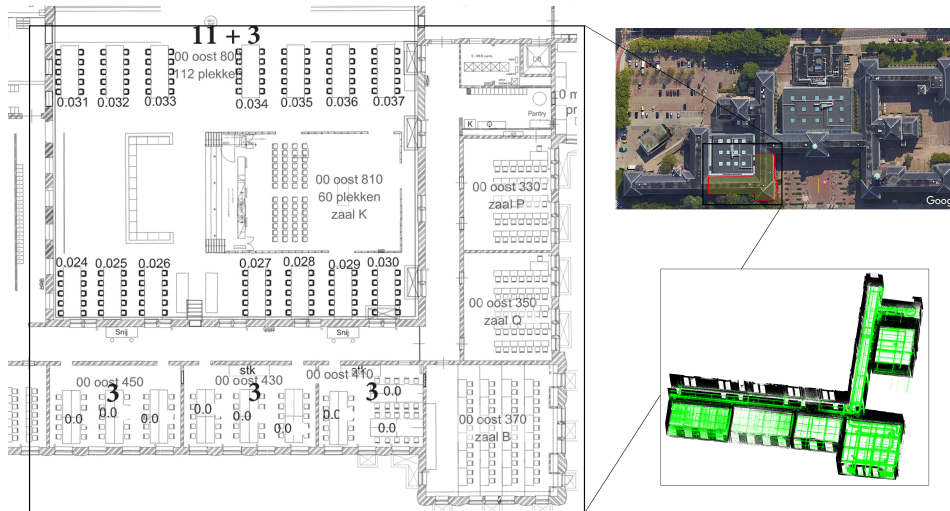 11 + 3
00 oost 800
112 plekken
0.031 0.032 0.033 0.034 0.035 0.036 0.037
Lift
Pantry
K
00 oost 810
60 plekken
zaal K
00 oost 330
zaal P
0.024 0.025 0.026 0.027 0.028 0.029 0.030
00 oost 350
zaal Q
Snij Snij
stk stk
00 oost 450 00 oost 430 00 oost 410
3 3 3
0.0 0.0 0.0 0.0 0.0 0.0 0.0
0.0
00 oost 370
zaal B
Goog